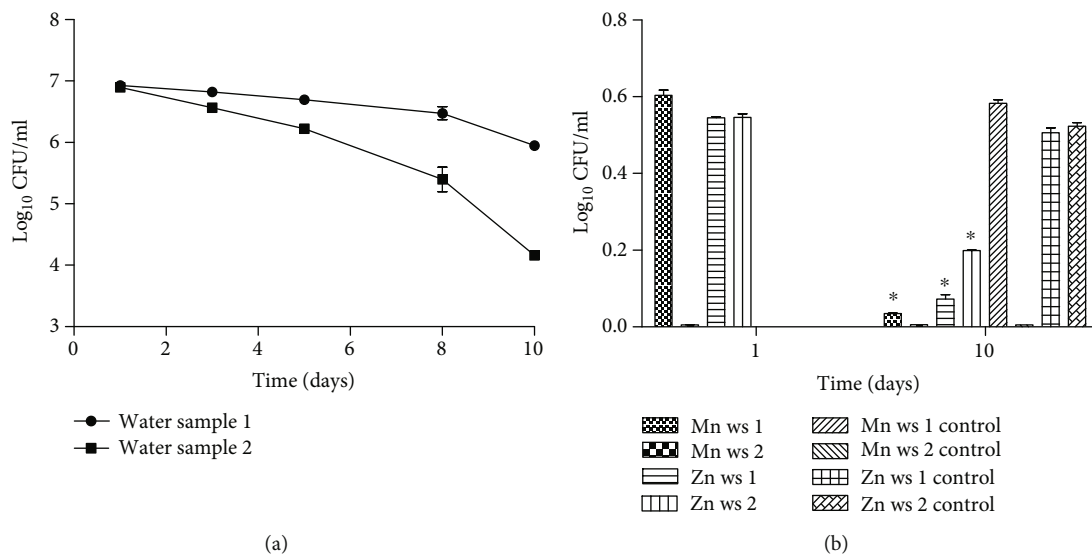 8
7
6
5
4
3
Log10 CFU/ml
0
2
4
6
8
10
Time (days)
Water sample 1
Water sample 2
(a)
0.8
0.6
0.4
0.2
0.0
Log10 CFU/ml
*
*
*
1
10
Time (days)
Mn ws 1
Mn ws 2
Zn ws 1
Zn ws 2
Mn ws 1 control
Mn ws 2 control
Zn ws 1 control
Zn ws 2 control
(b)